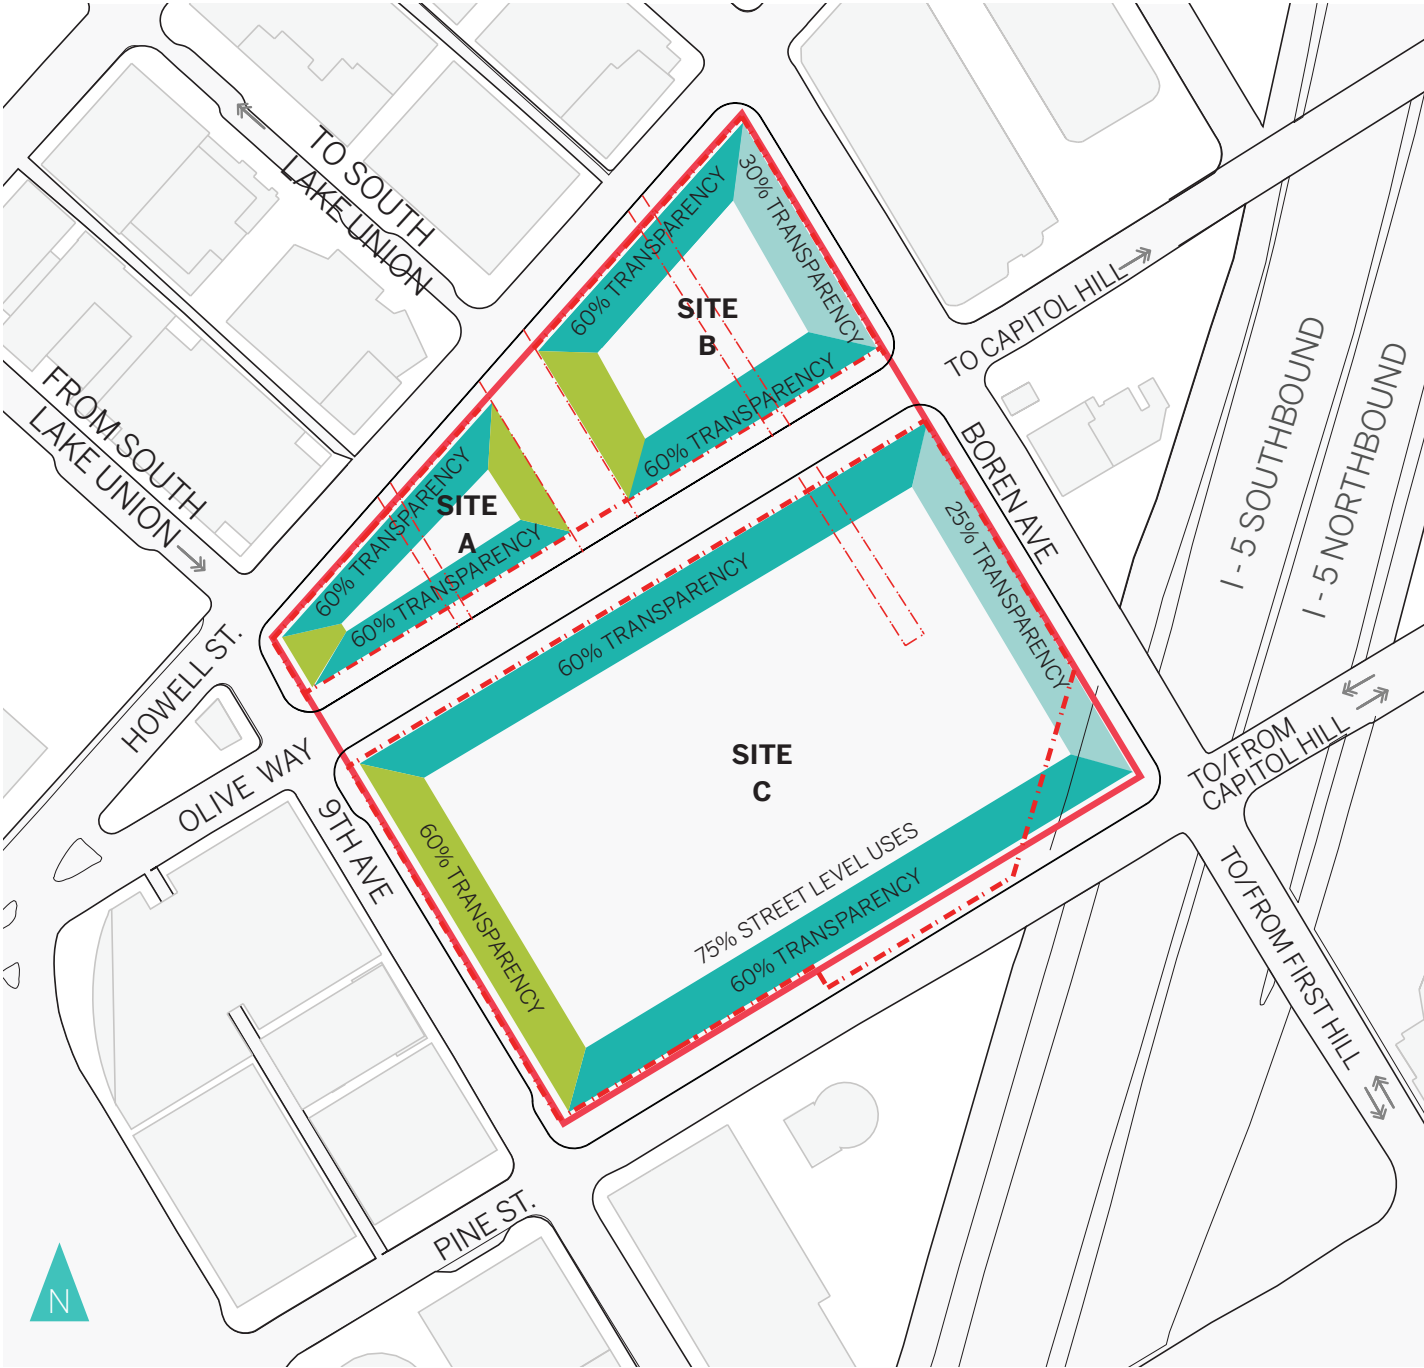 TO SOUTH
LAKE UNION
FROM SOUTH
LAKE UNION
30% TRANSPARENCY
60% TRANSPARENCY
SITE
B
60% TRANSPARENCY
TO CAPITOL HILL
60% TRANSPARENCY
SITE
A
60% TRANSPARENCY
BOREN AVE
I - 5 SOUTHBOUND
I - 5 NORTHBOUND
HOWELL ST.
OLIVE WAY
9TH AVE
60% TRANSPARENCY
25% TRANSPARENCY
SITE
C
60% TRANSPARENCY
75% STREET LEVEL USES
60% TRANSPARENCY
TO/FROM
CAPITOL HILL
TO/FROM FIRST HILL
PINE ST.
N